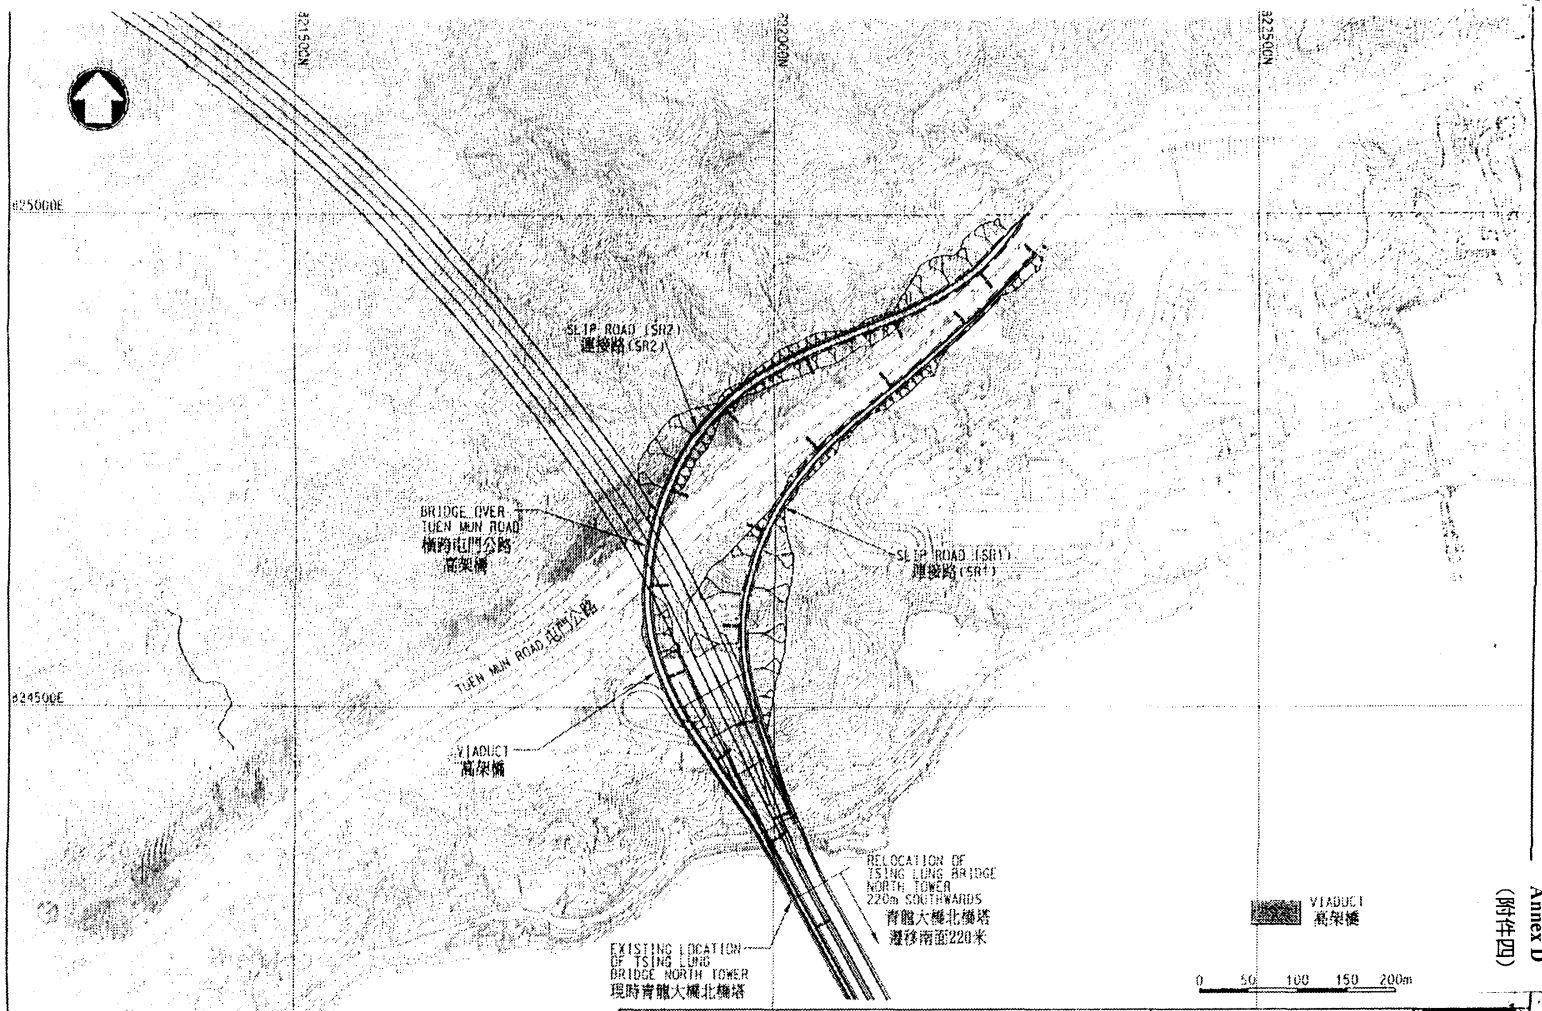 821500N
822000N
822500N
825000E
SLIP ROAD (SR2)
連接路(SR2)
BRIDGE OVER
TUEN MUN ROAD
橫跨屯門公路
高架橋
SLIP ROAD (SR1)
連接路(SR1)
TUEN MUN ROAD 屯門公路
824500E
VIADUCT
高架橋
RELOCATION OF
TSING LUNG BRIDGE
NORTH TOWER
220m SOUTHWARDS
青龍大橋北橋塔
遷移南面220米
EXISTING LOCATION
OF TSING LUNG
BRIDGE NORTH TOWER
現時青龍大橋北橋塔
VIADUCT
高架橋
0 50 100 150 200m
Annex D
(附件四)